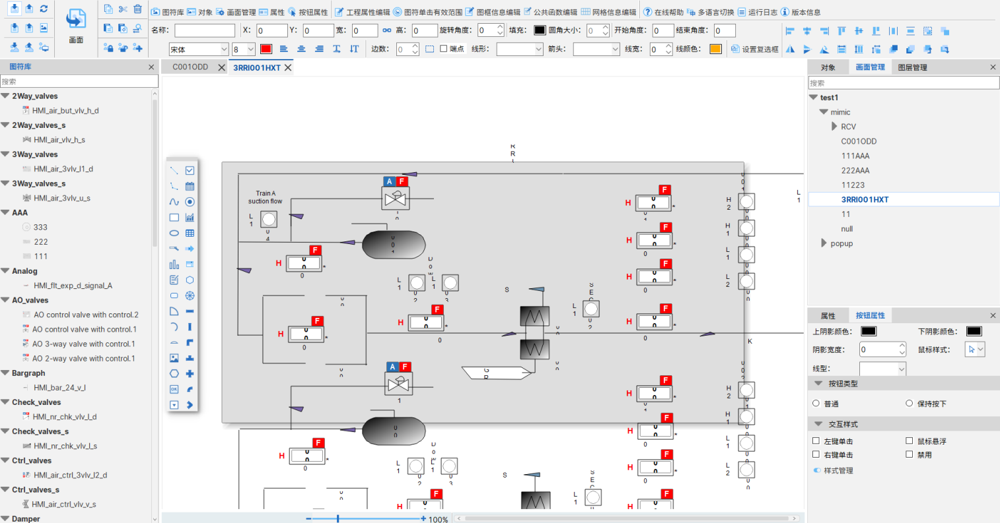 画面
图符库 对象 画面管理 属性 按钮属性 工程属性编辑 图符单击有效范围 图框信息编辑 公共函数编辑 网格信息编辑 在线帮助 多语言切换 运行日志 版本信息
名称: X: 0 Y: 0 宽: 0 高: 0 旋转角度: 0 填充: 圆角大小: 0 开始角度: 0 结束角度: 0
宋体 8 边数: 0 端点 线形: 箭头: 线宽: 0 线颜色: 设置复选框
图符库
搜索
2Way_valves
HMI_air_but_vlv_h_d
2Way_valves_s
HMI_air_vlv_h_s
3Way_valves
HMI_air_3vlv_l1_d
3Way_valves_s
HMI_air_3vlv_u_s
AAA
333
222
111
Analog
HMI_flt_exp_d_signal_A
AO_valves
AO control valve with control.2
AO control valve with control.1
AO 3-way valve with control.1
AO 2-way valve with control.1
Bargraph
HMI_bar_24_v_l
Check_valves
HMI_nr_chk_vlv_l_d
Check_valves_s
HMI_nr_chk_vlv_l_s
Ctrl_valves
HMI_air_ctrl_3vlv_l2_d
Ctrl_valves_s
HMI_air_ctrl_vlv_v_s
Damper
C001ODD 3RRI001HXT
OK
Train A
suction flow
L
1
A F
F
H
*
0
F
H
*
0
L
1
L
1
F
H
*
0
S
L
1
K
F
H
*
F
H
*
0
F
H
*
0
F
H
*
0
H
2
H
1
L
1
L
2
L
1
A F
1
F
H
*
0
L
1
L
1
F
H
S
L
1
F
H
*
F
H
*
0
F
H
*
0
F
H
H
2
H
1
L
1
L
2
100%
对象 画面管理 图层管理
搜索
test1
mimic
RCV
C001ODD
111AAA
222AAA
11223
3RRI001HXT
11
null
popup
属性 按钮属性
上阴影颜色: 下阴影颜色:
阴影宽度: 0 鼠标样式:
线型:
按钮类型
普通 保持按下
交互样式
左键单击 鼠标悬浮
右键单击 禁用
样式管理